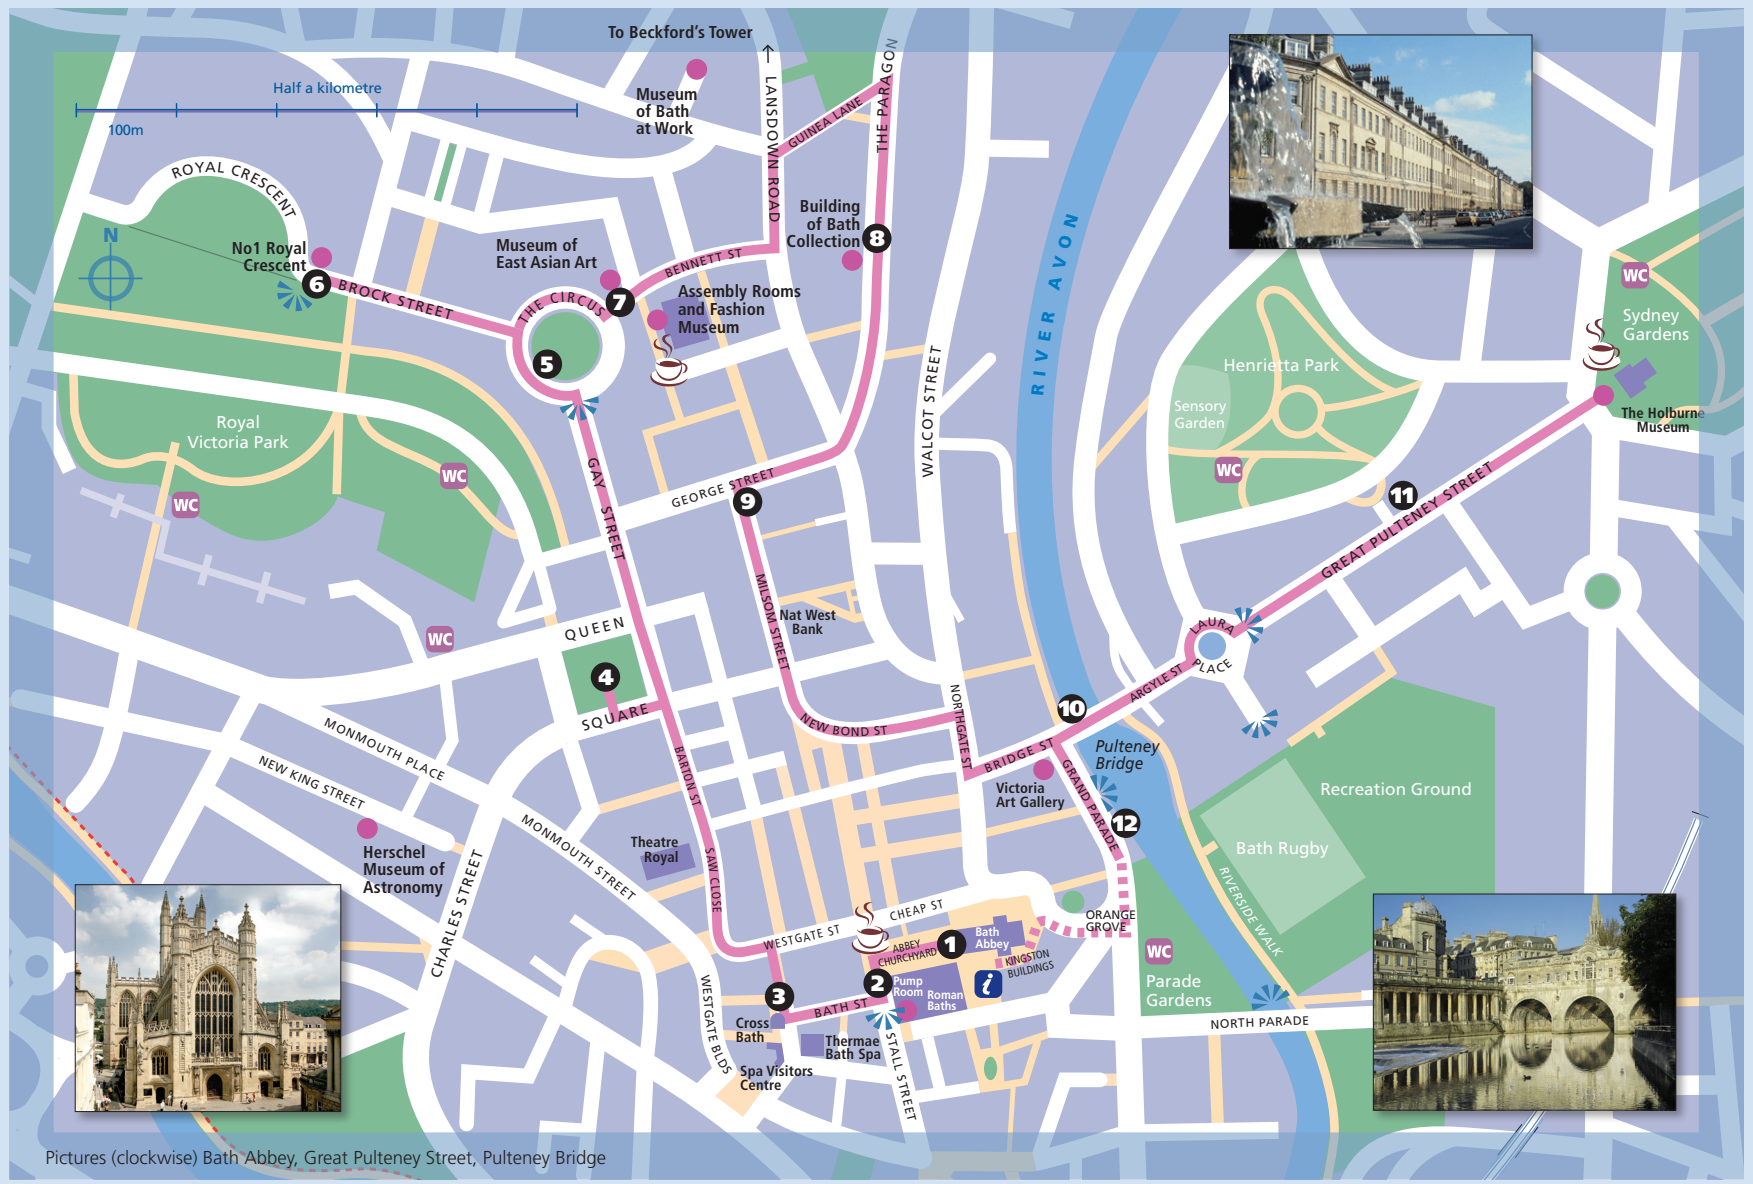 To Beckford's Tower
Half a kilometre
100m
Museum
of Bath
at Work
LANSDOWN ROAD
GUINEA LANE
THE PARAGON
ROYAL CRESCENT
N
No1 Royal
Crescent
6
BROCK STREET
Museum of
East Asian Art
THE CIRCUS
7
BENNETT ST
Building
of Bath
Collection
8
Assembly Rooms
and Fashion
Museum
5
RIVER AVON
WALCOT STREET
WC
Sydney
Gardens
Henrietta Park
Sensory
Garden
WC
The Holburne
Museum
Royal
Victoria Park
WC
WC
GAY STREET
GEORGE STREET
9
11
GREAT PULTENEY STREET
MILSOM STREET
Nat West
Bank
WC
QUEEN
SQUARE
4
LAURA
PLACE
ARGYLE ST
10
NORTHGATE ST
NEW BOND ST
BRIDGE ST
Pulteney
Bridge
MONMOUTH PLACE
NEW KING STREET
BARTON ST
Victoria
Art Gallery
GRAND PARADE
12
Recreation Ground
Bath Rugby
RIVERSIDE WALK
Herschel
Museum of
Astronomy
MONMOUTH STREET
Theatre
Royal
SAW CLOSE
CHARLES STREET
WESTGATE ST
CHEAP ST
ORANGE
GROVE
ABBEY
CHURCHYARD
1
Bath
Abbey
KINGSTON
BUILDINGS
i
2
Pump
Room
Roman
Baths
WC
Parade
Gardens
NORTH PARADE
3
BATH ST
Cross
Bath
WESTGATE BLDS
Thermae
Bath Spa
Spa Visitors
Centre
STALL STREET
Pictures (clockwise) Bath Abbey, Great Pulteney Street, Pulteney Bridge